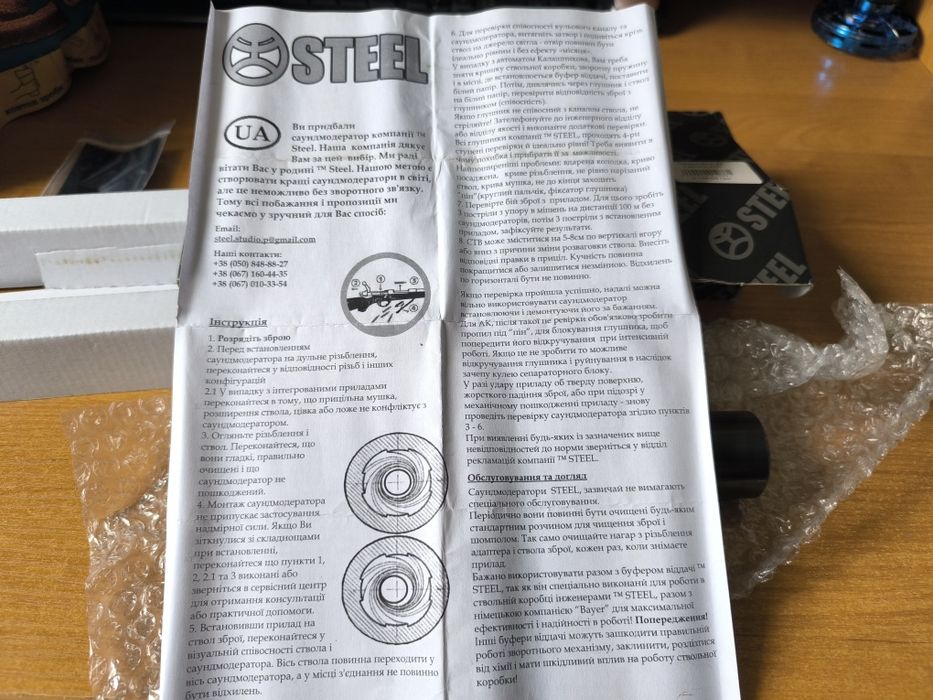 STEEL
UA
Ви придбали
саундмодератор компанії ™
Steel. Наша компанія дякує
Вам за цей вибір. Ми раді
вітати Вас у родині ™ Steel. Нашою метою є
створювати кращі саундмодератори в світі,
але це неможливо без зворотного зв'язку.
Тому всі побажання і пропозиції ми
чекаємо у зручний для Вас спосіб:
Email:
steel.studio.p@gmail.com
Наші контакти:
+38 (050) 848-88-27
+38 (067) 160-44-35
+38 (067) 010-33-54
Інструкція
1. Розрядіть зброю
2. Перед встановленням
саундмодератора на дульне різьблення,
переконайтеся у відповідності різьб і інших
конфігурацій
2.1 У випадку з інтегрованими приладами
переконайтеся в тому, що прицільна мушка,
розширення ствола, цівка або ложе не конфліктує з
саундмодератором.
3. Огляньте різьблення і
ствол. Переконайтеся, що
вони гладкі, правильно
очищені і що
саундмодератор не
пошкоджений.
4. Монтаж саундмодератора
не припускає застосування
надмірної сили. Якщо Ви
зіткнулися зі складнощами
при встановленні,
переконайтеся що пункти 1,
2, 2.1 та 3 виконані або
зверніться в сервісний центр
для отримання консультації
або практичної допомоги.
5. Встановивши прилад на
ствол зброї, переконайтеся у
візуальній співосності ствола і
саундмодератора. Вісь ствола повинна переходити у
вісь саундмодератора, а у місці з'єднання не повинно
бути відхилень.
6. Для перевірки співосності кульового каналу та
саундмодератора, витягніть затвор і подивіться крізь
ствол на джерело світла - отвір повинен бути
ідеально рівним і без ефекту «місяця».
У випадку з автоматом Калашникова, Вам треба
зняти кришку ствольної коробки, зворотну пружину
і в місці, де встановлюється буфер віддачі, поставити
білий папір. Потім, дивлячись через глушник і ствол
на білий папір, перевірити відповідність зброї з
глушником (співосність).
Якщо глушник не співосний з каналом ствола, не
стріляйте! Зателефонуйте до інженерного відділу
або відділу якості і виконайте додаткові перевірки.
Всі глушники компанії ™ STEEL, проходять 4-ри
ступені перевірки й ідеально рівні! Треба виявити в
чому похибка і прибрати її за можливості.
Найпоширеніші проблеми: вварена колодка, криво
посаджена, криве різьблення, не рівно нарізаний
ствол, крива мушка, не до кінця заходить
"пін"(круглий пальчик, фіксатор глушника)
7. Перевірте бій зброї з приладом. Для цього зробіть
3 постріли з упору в мішень на дистанції 100 м без
саундмодераторів, потім 3 постріли з встановленим
приладом, зафіксуйте результати.
8. СТВ може зміститися на 5-8см по вертикалі вгору
або вниз з причини зміни розваговки ствола. Внесіть
відповідні правки в приціл. Кучність повинна
покращитися або залишитися незмінною. Відхилень
по горизонталі бути не повинно.
Якщо перевірка пройшла успішно, надалі можна
вільно використовувати саундмодератор
встановлюючи і демонтуючи його за бажанням.
Для АК, після такої це ревірки обов'язково зробити
пропил під "пін", для блокування глушника, щоб
попередити його відкручування при інтенсивній
роботі. Якщо це не зробити то можливе
відкручування глушника і руйнування в наслідок
зачепу кулею сепараторного блоку.
У разі удару приладу об тверду поверхню,
жорсткого падіння зброї, або при підозрі у
механічному пошкодженні приладу - знову
проведіть перевірку саундмодератора згідно пунктів
3 - 6.
При виявленні будь-яких із зазначених вище
невідповідностей до норми зверніться у відділ
рекламацій компанії ™ STEEL.
Обслуговування та догляд
Саундмодератори STEEL, зазвичай не вимагають
спеціального обслуговування.
Періодично вони повинні бути очищені будь-яким
стандартним розчином для чищення зброї і
шомполом. Так само очищайте нагар з різьблення
адаптера і ствола зброї, кожен раз, коли знімаєте
прилад.
Бажано використовувати разом з буфером віддачі ™
STEEL, так як він спеціально виконаний для роботи в
ствольній коробці інженерами ™ STEEL, разом з
німецькою компанією "Bayer" для максимальної
ефективності і надійності в роботі! Попередження!
Інші буфери віддачі можуть зашкодити правильній
роботі зворотнього механізму, заклинити, розлізтися
від хімії і мати шкідливий вплив на роботу ствольної
коробки!
STEEL
STEEL